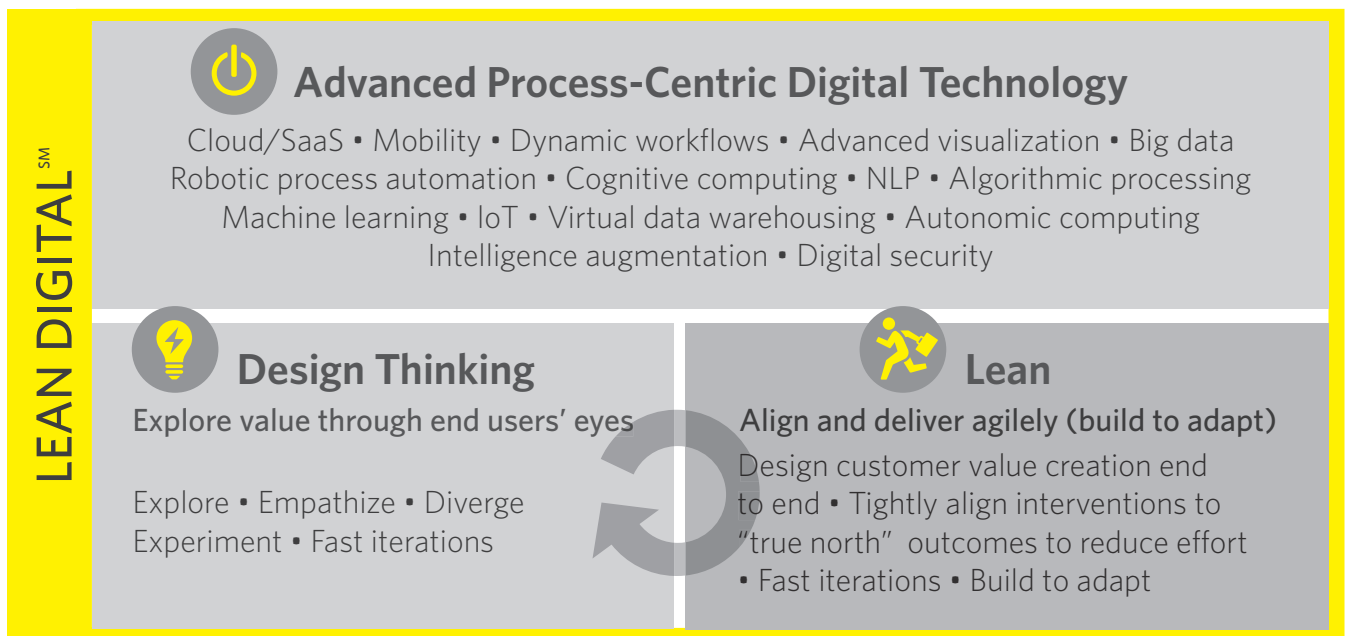 LEAN DIGITAL℠
Advanced Process-Centric Digital Technology
Cloud/SaaS • Mobility • Dynamic workflows • Advanced visualization • Big data
Robotic process automation • Cognitive computing • NLP • Algorithmic processing
Machine learning • IoT • Virtual data warehousing • Autonomic computing
Intelligence augmentation • Digital security
Design Thinking
Explore value through end users’ eyes
Explore • Empathize • Diverge
Experiment • Fast iterations
Lean
Align and deliver agilely (build to adapt)
Design customer value creation end
to end • Tightly align interventions to
“true north” outcomes to reduce effort
• Fast iterations • Build to adapt